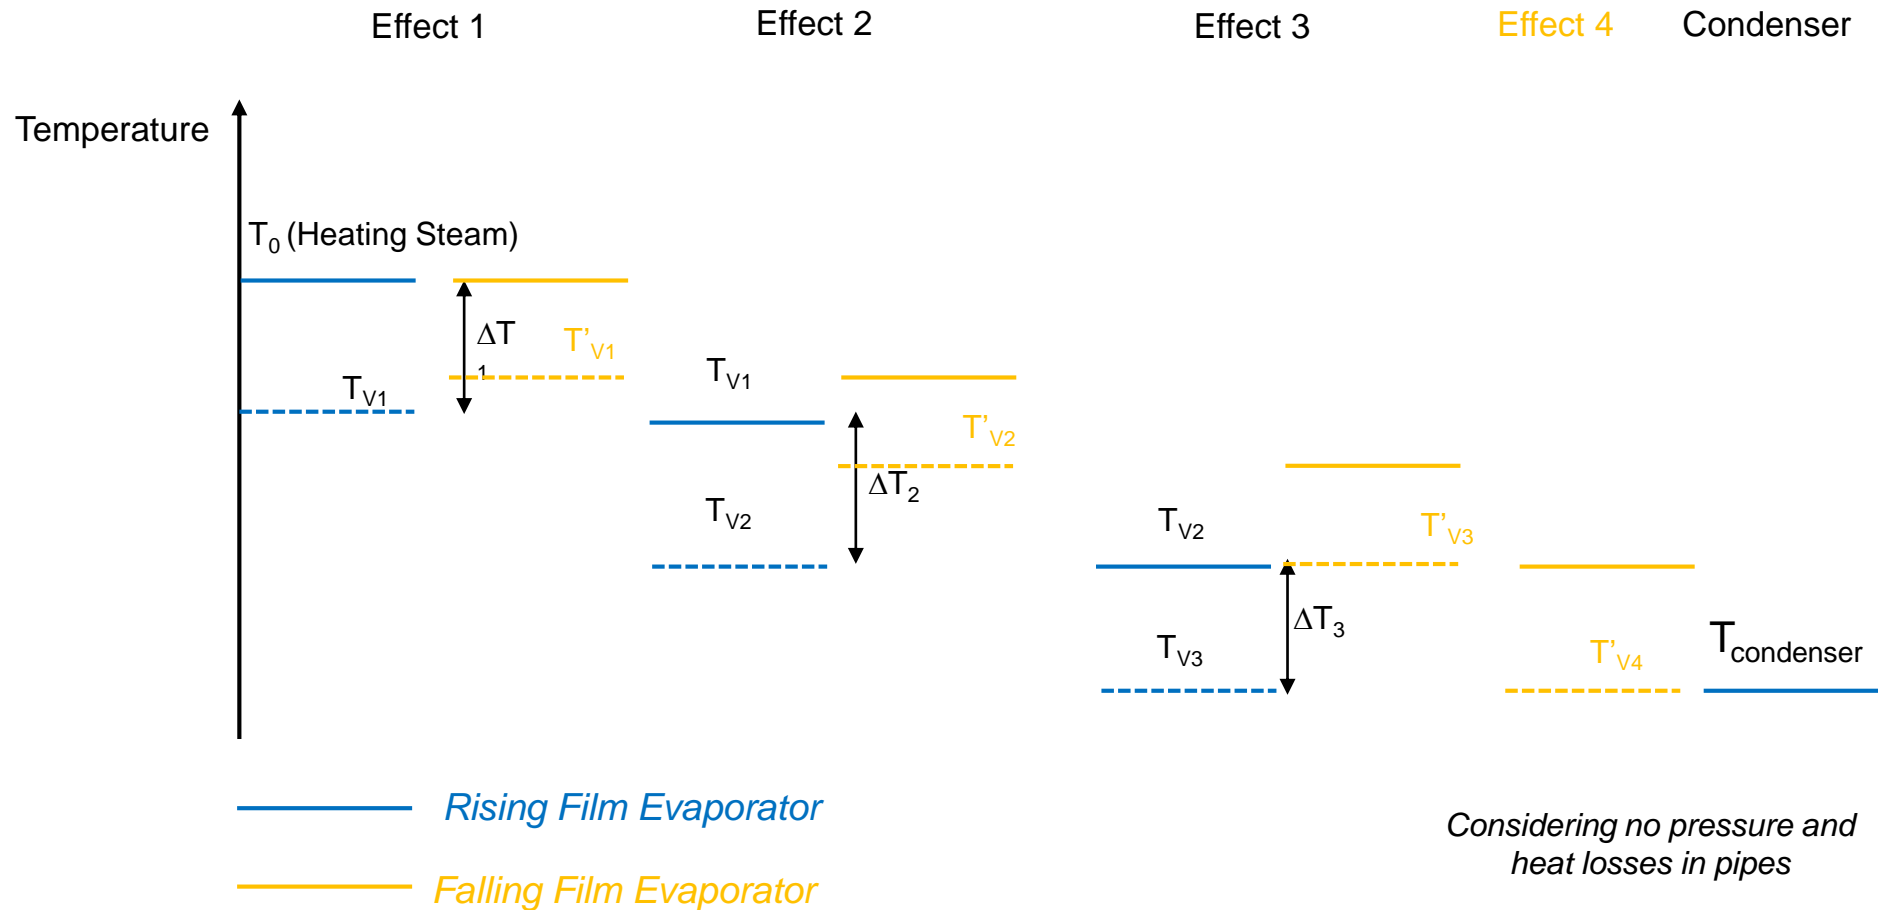 Effect 1
Effect 2
Effect 3
Effect 4
Condenser
Temperature
T0 (Heating Steam)
ΔT
1
T’V1
TV1
TV1
T’V2
ΔT2
TV2
TV2
T’V3
ΔT3
TV3
T’V4
Tcondenser
Rising Film Evaporator
Falling Film Evaporator
Considering no pressure and
heat losses in pipes